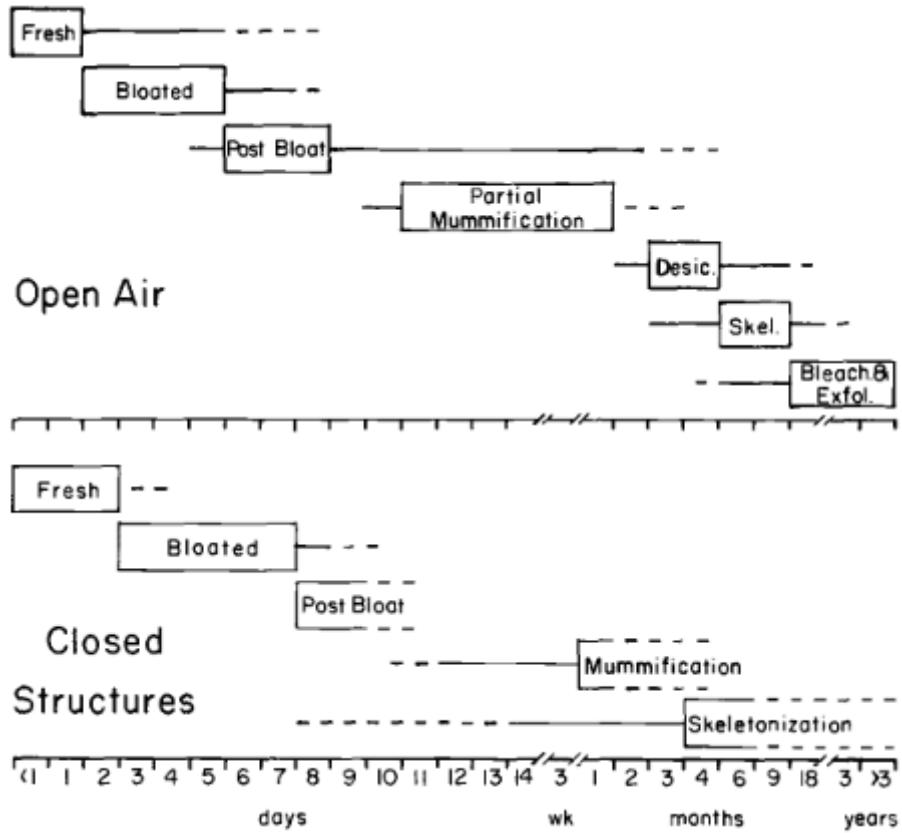 Fresh
Bloated
Post Bloat
Partial
Mummification
Desic.
Open Air
Skel.
Bleach.&
Exfol.
Fresh
Bloated
Post Bloat
Closed
Mummification
Structures
Skeletonization
<1 1 2 3 4 5 6 7 8 9 10 11 12 13 14 3 1 2 3 4 6 9 18 3 >3
days wk months years